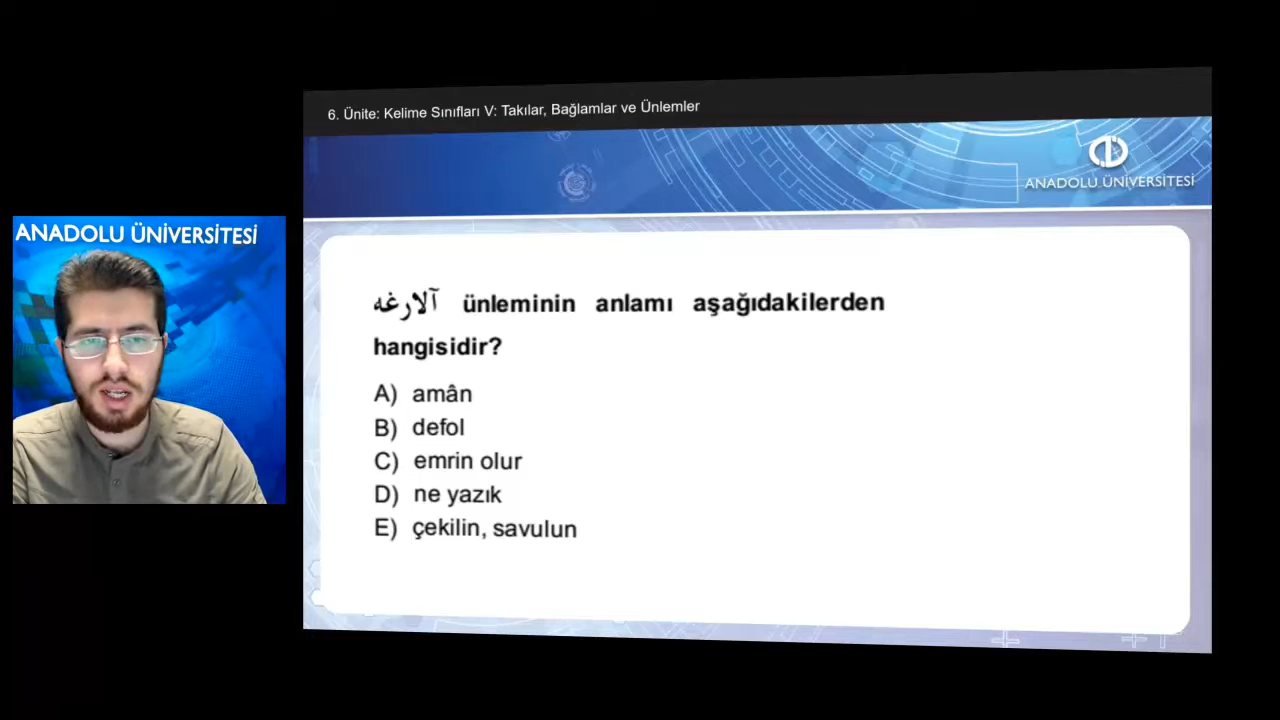 6. Ünite: Kelime Sınıfları V: Takılar, Bağlamlar ve Ünlemler
ANADOLU ÜNİVERSİTESİ
ANADOLU ÜNİVERSİTESİ
آلارغه ünleminin anlamı aşağıdakilerden
hangisidir?
A) amân
B) defol
C) emrin olur
D) ne yazık
E) çekilin, savulun